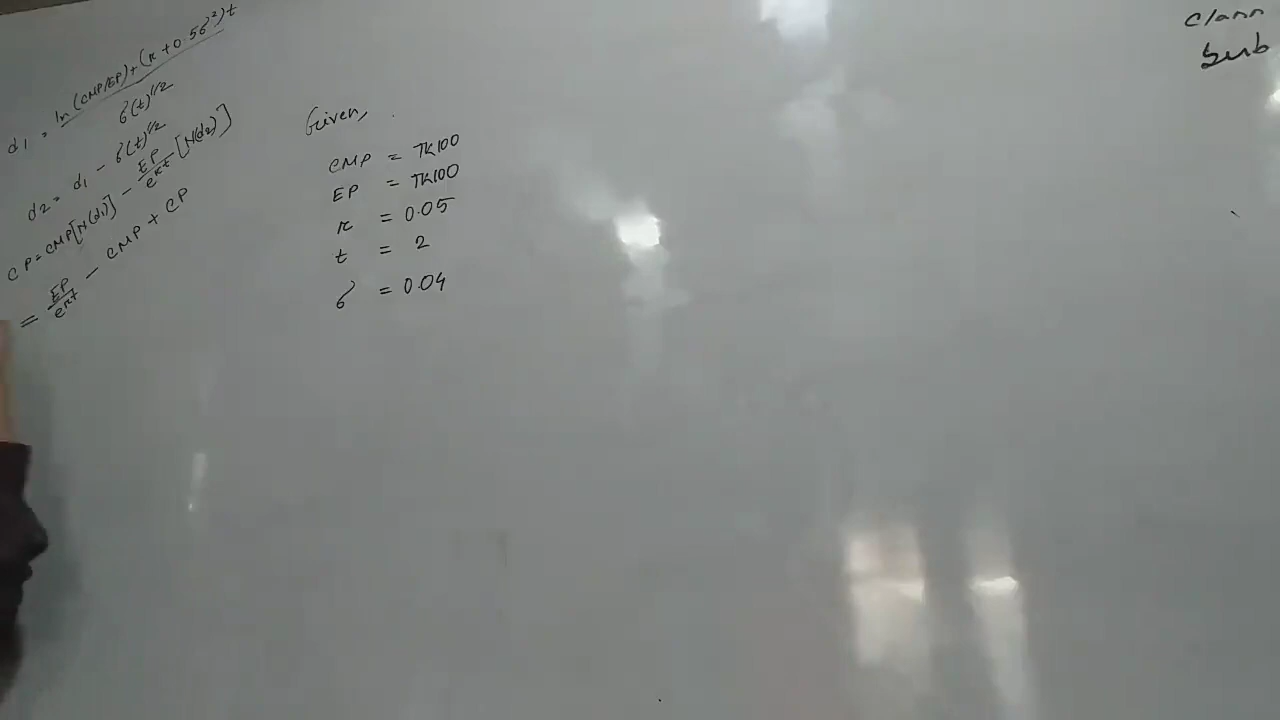 d1 = ln(CMP/EP)+(r+0.5σ²)t / σ(t)^1/2
d2 = d1 - σ(t)^1/2
CP = CMP[N(d1)] - EP/e^rt [N(d2)]
= EP/e^rt - CMP + CP
Given,
CMP = TK100
EP = TK100
r = 0.05
t = 2
σ = 0.04
Class
Sub